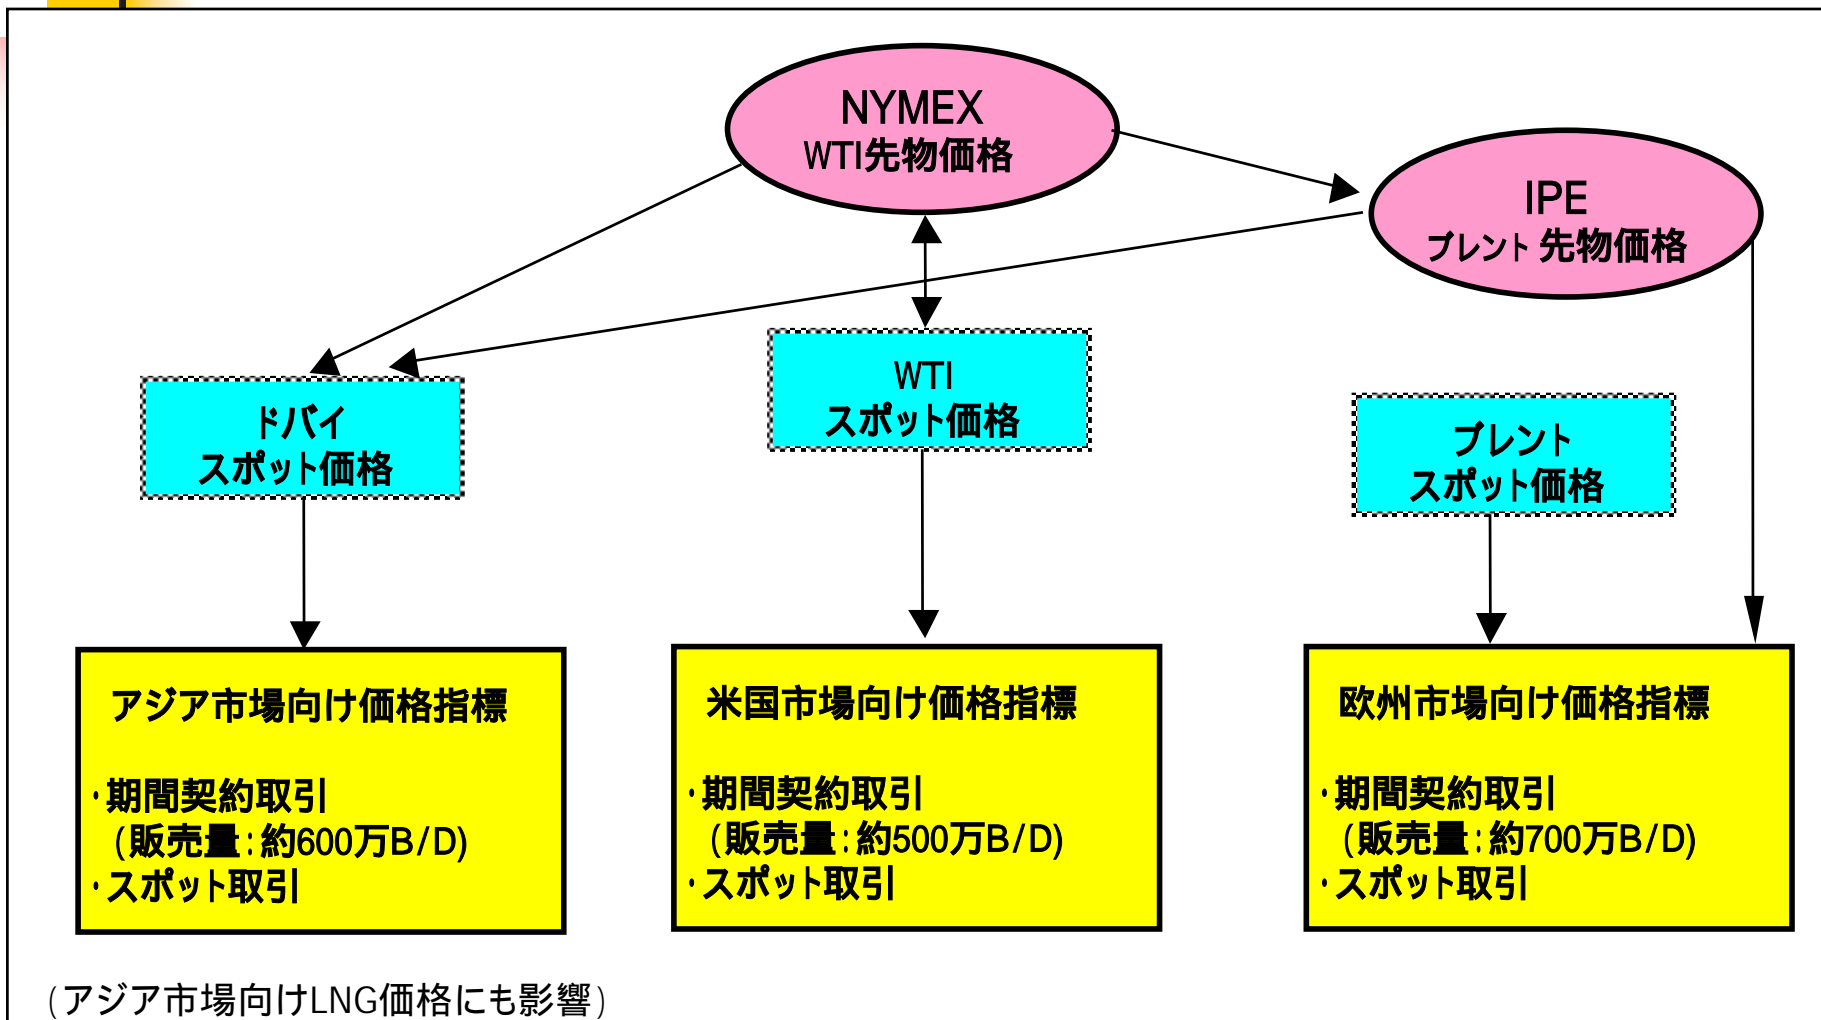 NYMEX
WTI先物価格
IPE
ブレント 先物価格
WTI
スポット価格
ドバイ
スポット価格
ブレント
スポット価格
アジア市場向け価格指標
・期間契約取引
(販売量:約600万B/D)
・スポット取引
米国市場向け価格指標
・期間契約取引
(販売量:約500万B/D)
・スポット取引
欧州市場向け価格指標
・期間契約取引
(販売量:約700万B/D)
・スポット取引
(アジア市場向けLNG価格にも影響)